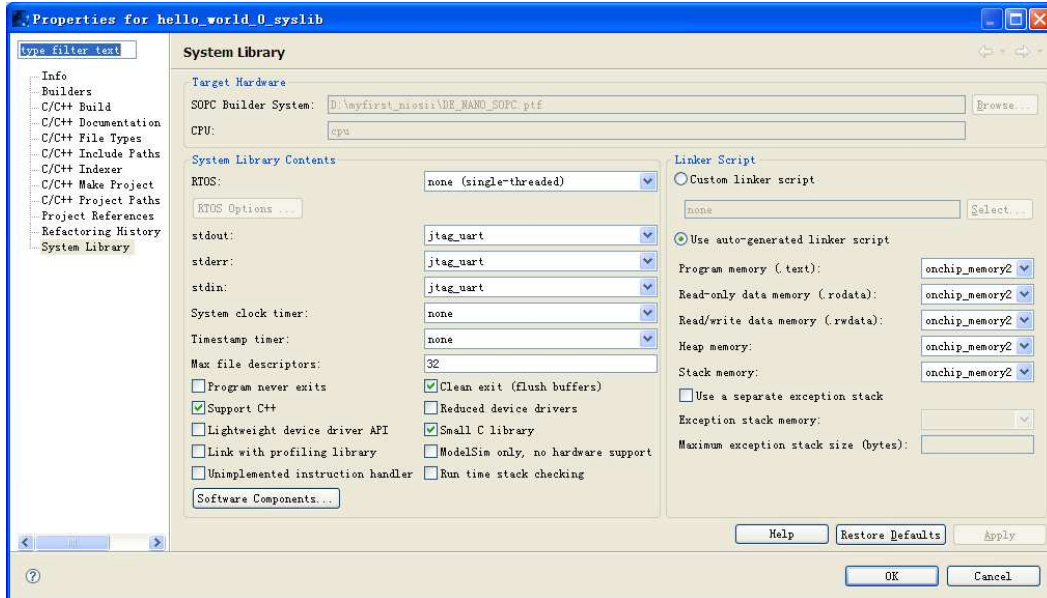 Properties for hello_world_0_syslib
type filter text
Info
Builders
C/C++ Build
C/C++ Documentation
C/C++ File Types
C/C++ Include Paths
C/C++ Indexer
C/C++ Make Project
C/C++ Project Paths
Project References
Refactoring History
System Library
System Library
Target Hardware
SOPC Builder System: D:\myfirst_niosii\DE_NANO_SOPC.ptf Browse...
CPU: cpu
System Library Contents
RTOS: none (single-threaded)
RTOS Options ...
stdout: jtag_uart
stderr: jtag_uart
stdin: jtag_uart
System clock timer: none
Timestamp timer: none
Max file descriptors: 32
Program never exits Clean exit (flush buffers)
Support C++ Reduced device drivers
Lightweight device driver API Small C library
Link with profiling library ModelSim only, no hardware support
Unimplemented instruction handler Run time stack checking
Software Components...
Linker Script
Custom linker script
none Select...
Use auto-generated linker script
Program memory (.text): onchip_memory2
Read-only data memory (.rodata): onchip_memory2
Read/write data memory (.rwdata): onchip_memory2
Heap memory: onchip_memory2
Stack memory: onchip_memory2
Use a separate exception stack
Exception stack memory:
Maximum exception stack size (bytes):
Help Restore Defaults Apply
OK Cancel